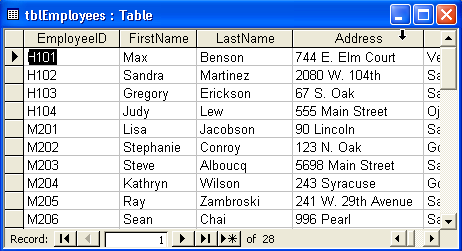 tblEmployees : Table
EmployeeID FirstName LastName Address
H101 Max Benson 744 E. Elm Court Ve
H102 Sandra Martinez 2080 W. 104th Sa
H103 Gregory Erickson 67 S. Oak Sa
H104 Judy Lew 555 Main Street Oj
M201 Lisa Jacobson 90 Lincoln Sa
M202 Stephanie Conroy 123 N. Oak Go
M203 Steve Alboucq 5698 Main Street Sa
M204 Kathryn Wilson 243 Syracuse Go
M205 Ray Zambroski 241 W. 29th Avenue Sa
M206 Sean Chai 996 Pearl Sa
Record: 1 of 28